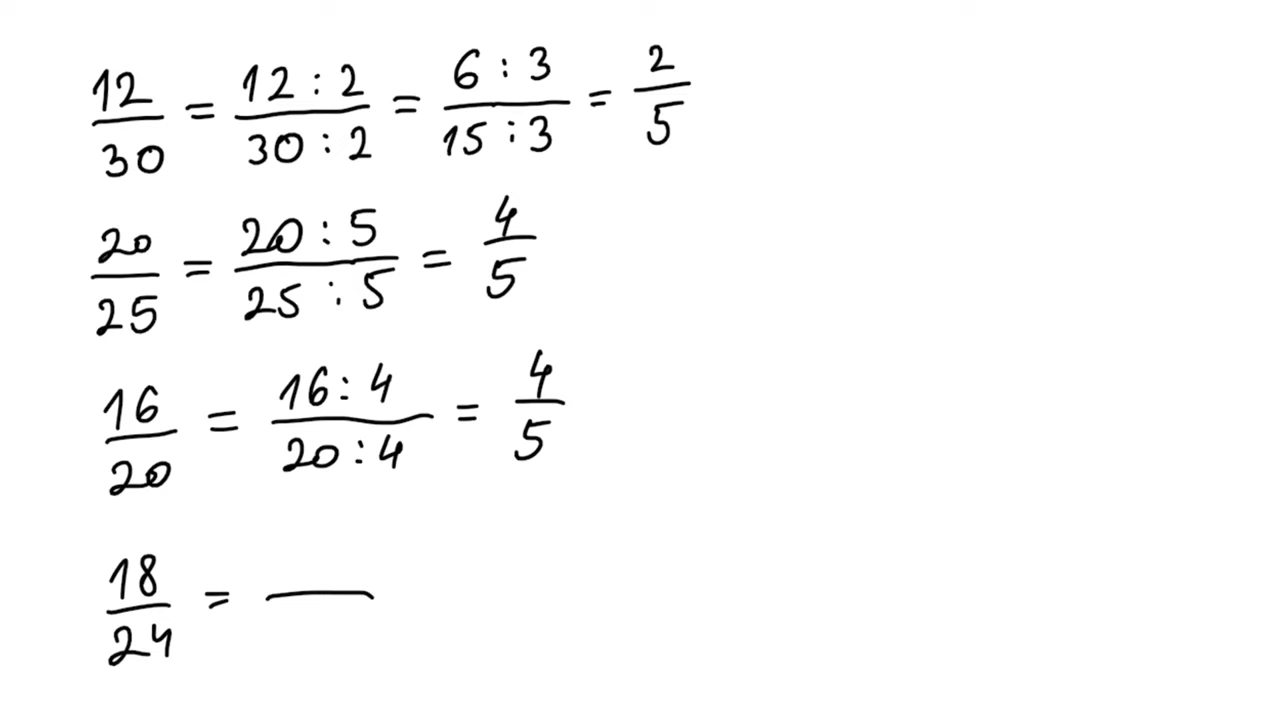 12/30 = 12 : 2/30 : 2 = 6 : 3/15 : 3 = 2/5
20/25 = 20 : 5/25 : 5 = 4/5
16/20 = 16 : 4/20 : 4 = 4/5
18/24 = —